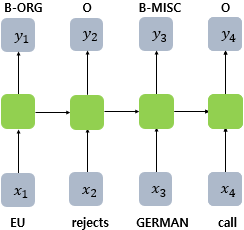 B-ORG O B-MISC O
y1 y2 y3 y4
x1 x2 x3 x4
EU rejects GERMAN call